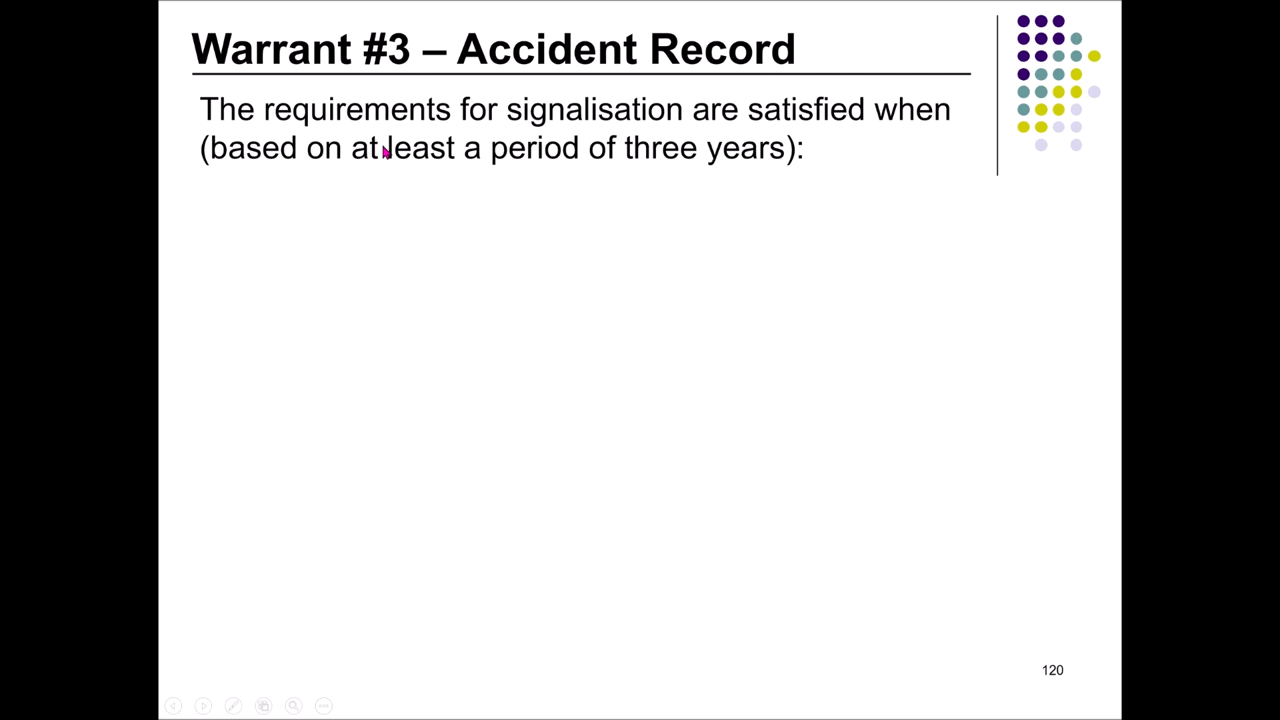 Warrant #3 – Accident Record
The requirements for signalisation are satisfied when
(based on at least a period of three years):
120